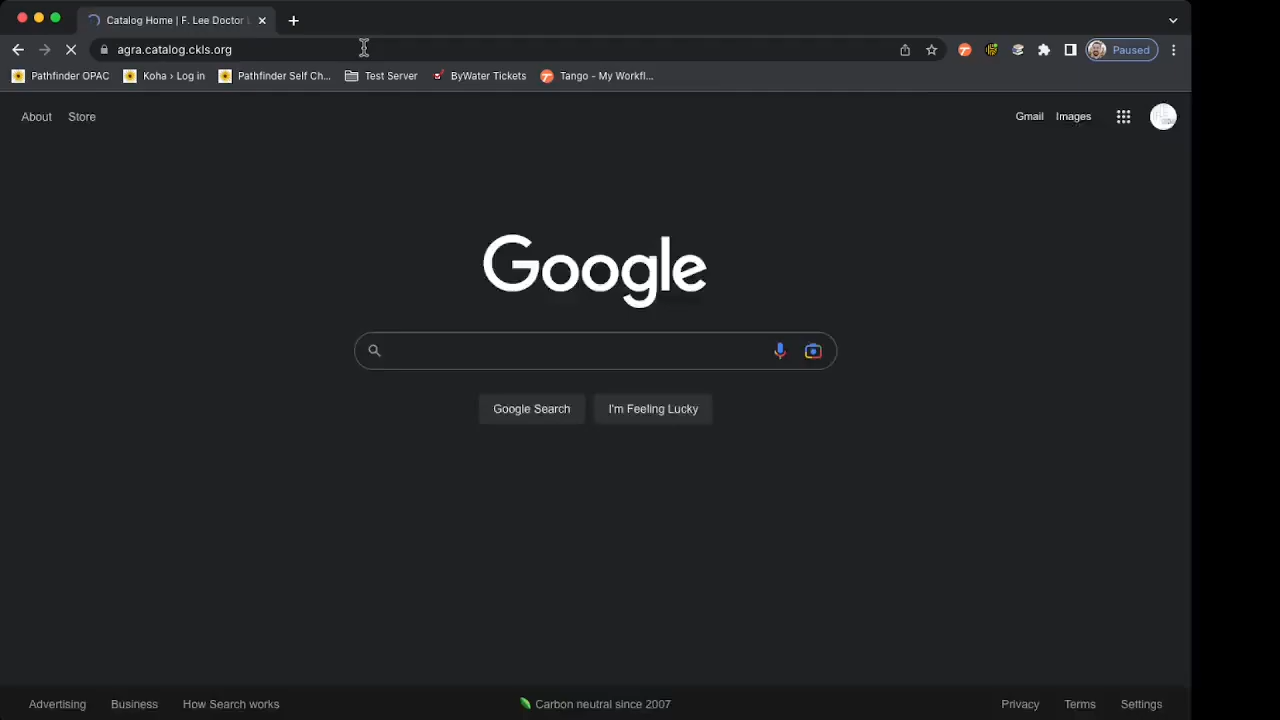 Catalog Home | F. Lee Doctor
agra.catalog.ckls.org
Paused
Pathfinder OPAC
Koha › Log in
Pathfinder Self Ch...
Test Server
ByWater Tickets
Tango - My Workfl...
About
Store
Gmail
Images
Google
Google Search
I'm Feeling Lucky
Advertising
Business
How Search works
Carbon neutral since 2007
Privacy
Terms
Settings